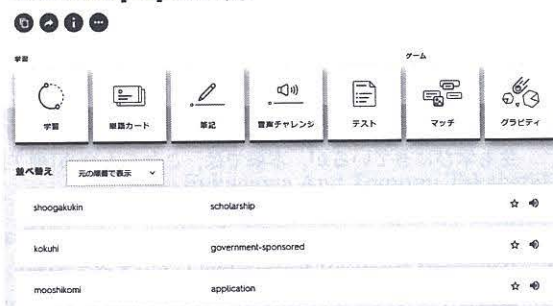 学習
ゲーム
学習
単語カード
筆記
音声チャレンジ
テスト
マッチ
グラビティ
並べ替え
元の順番で表示
shoogakukin scholarship
kokuhi government-sponsored
mooshikomi application